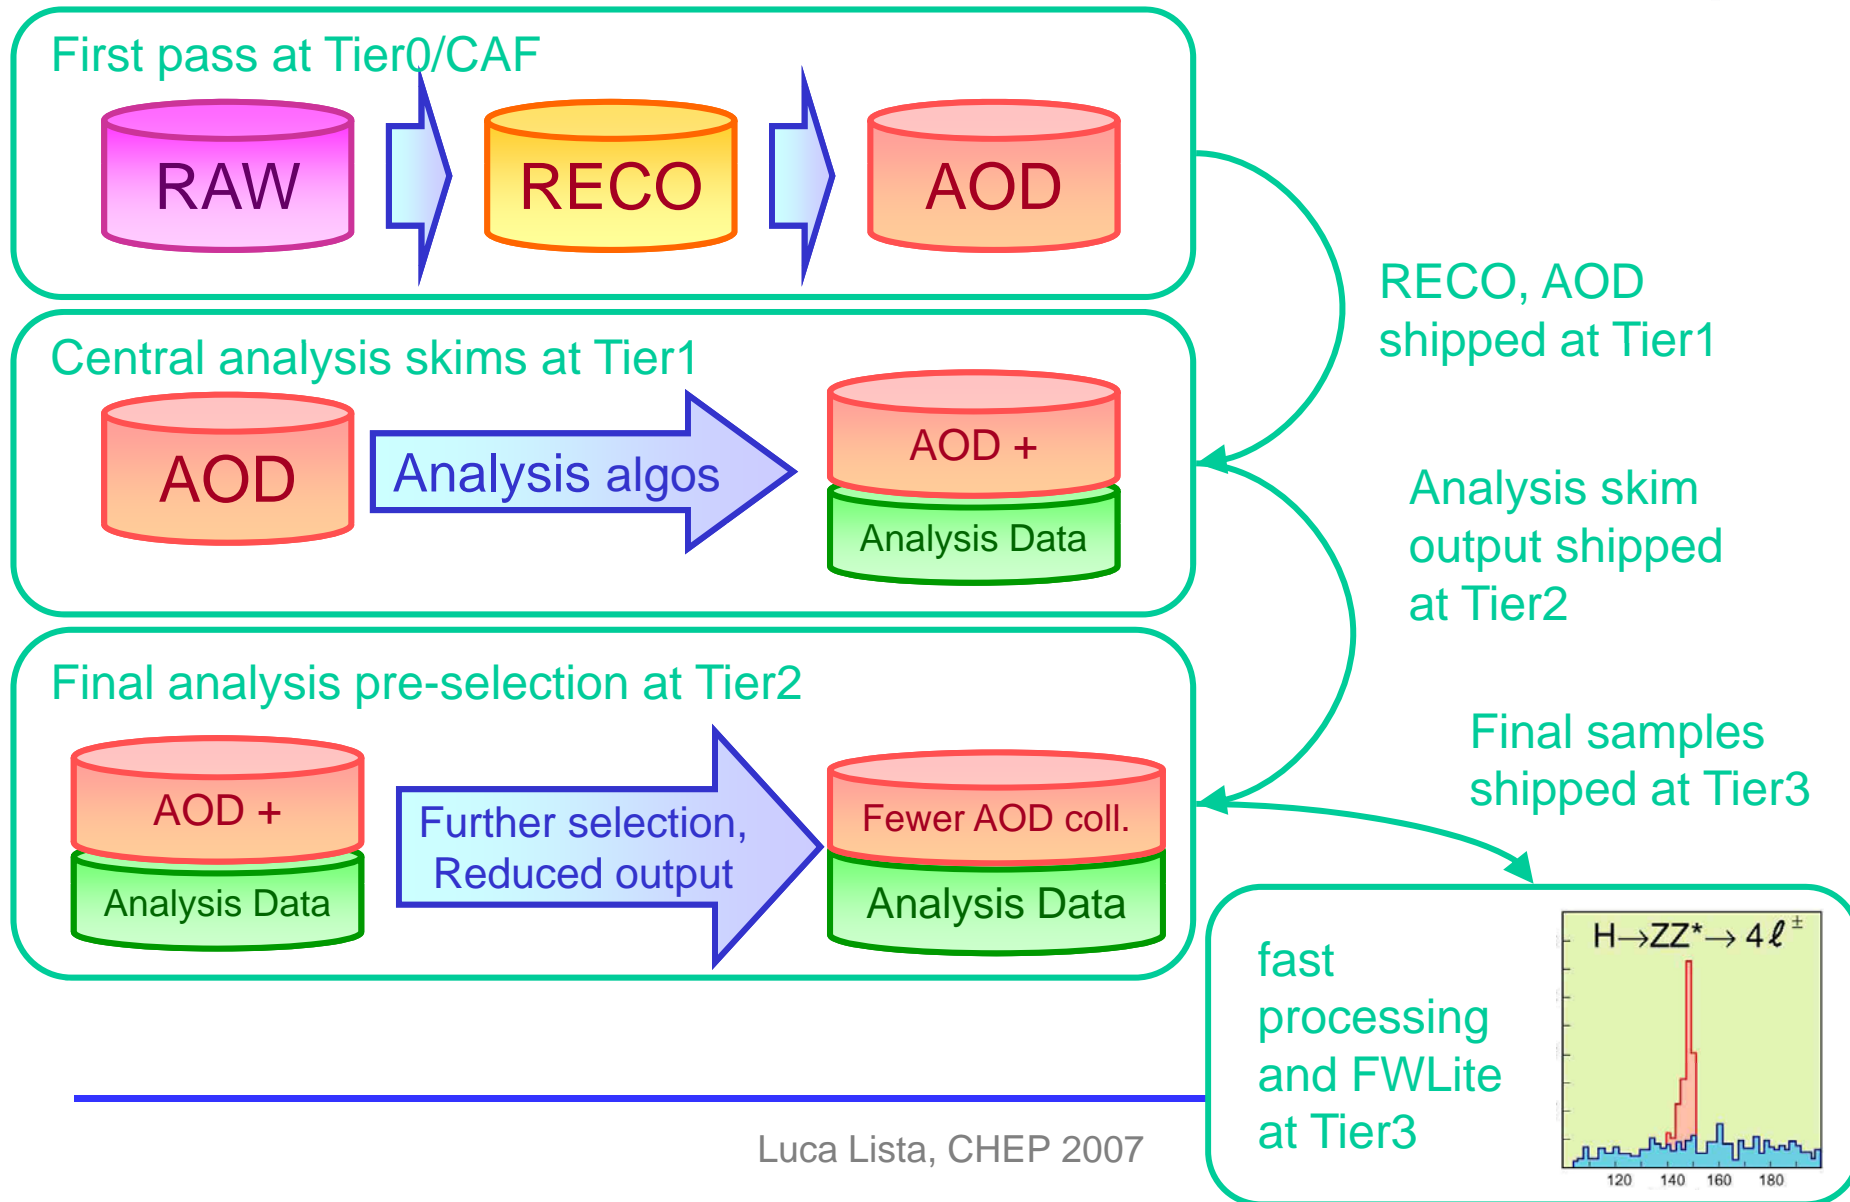 First pass at Tier0/CAF
RAW
RECO
AOD
RECO, AOD
shipped at Tier1
Central analysis skims at Tier1
AOD
Analysis algos
AOD +
Analysis Data
Analysis skim
output shipped
at Tier2
Final analysis pre-selection at Tier2
AOD +
Analysis Data
Further selection,
Reduced output
Fewer AOD coll.
Analysis Data
Final samples
shipped at Tier3
fast
processing
and FWLite
at Tier3
H→ZZ*→ 4ℓ±
120 140 160 180
Luca Lista, CHEP 2007